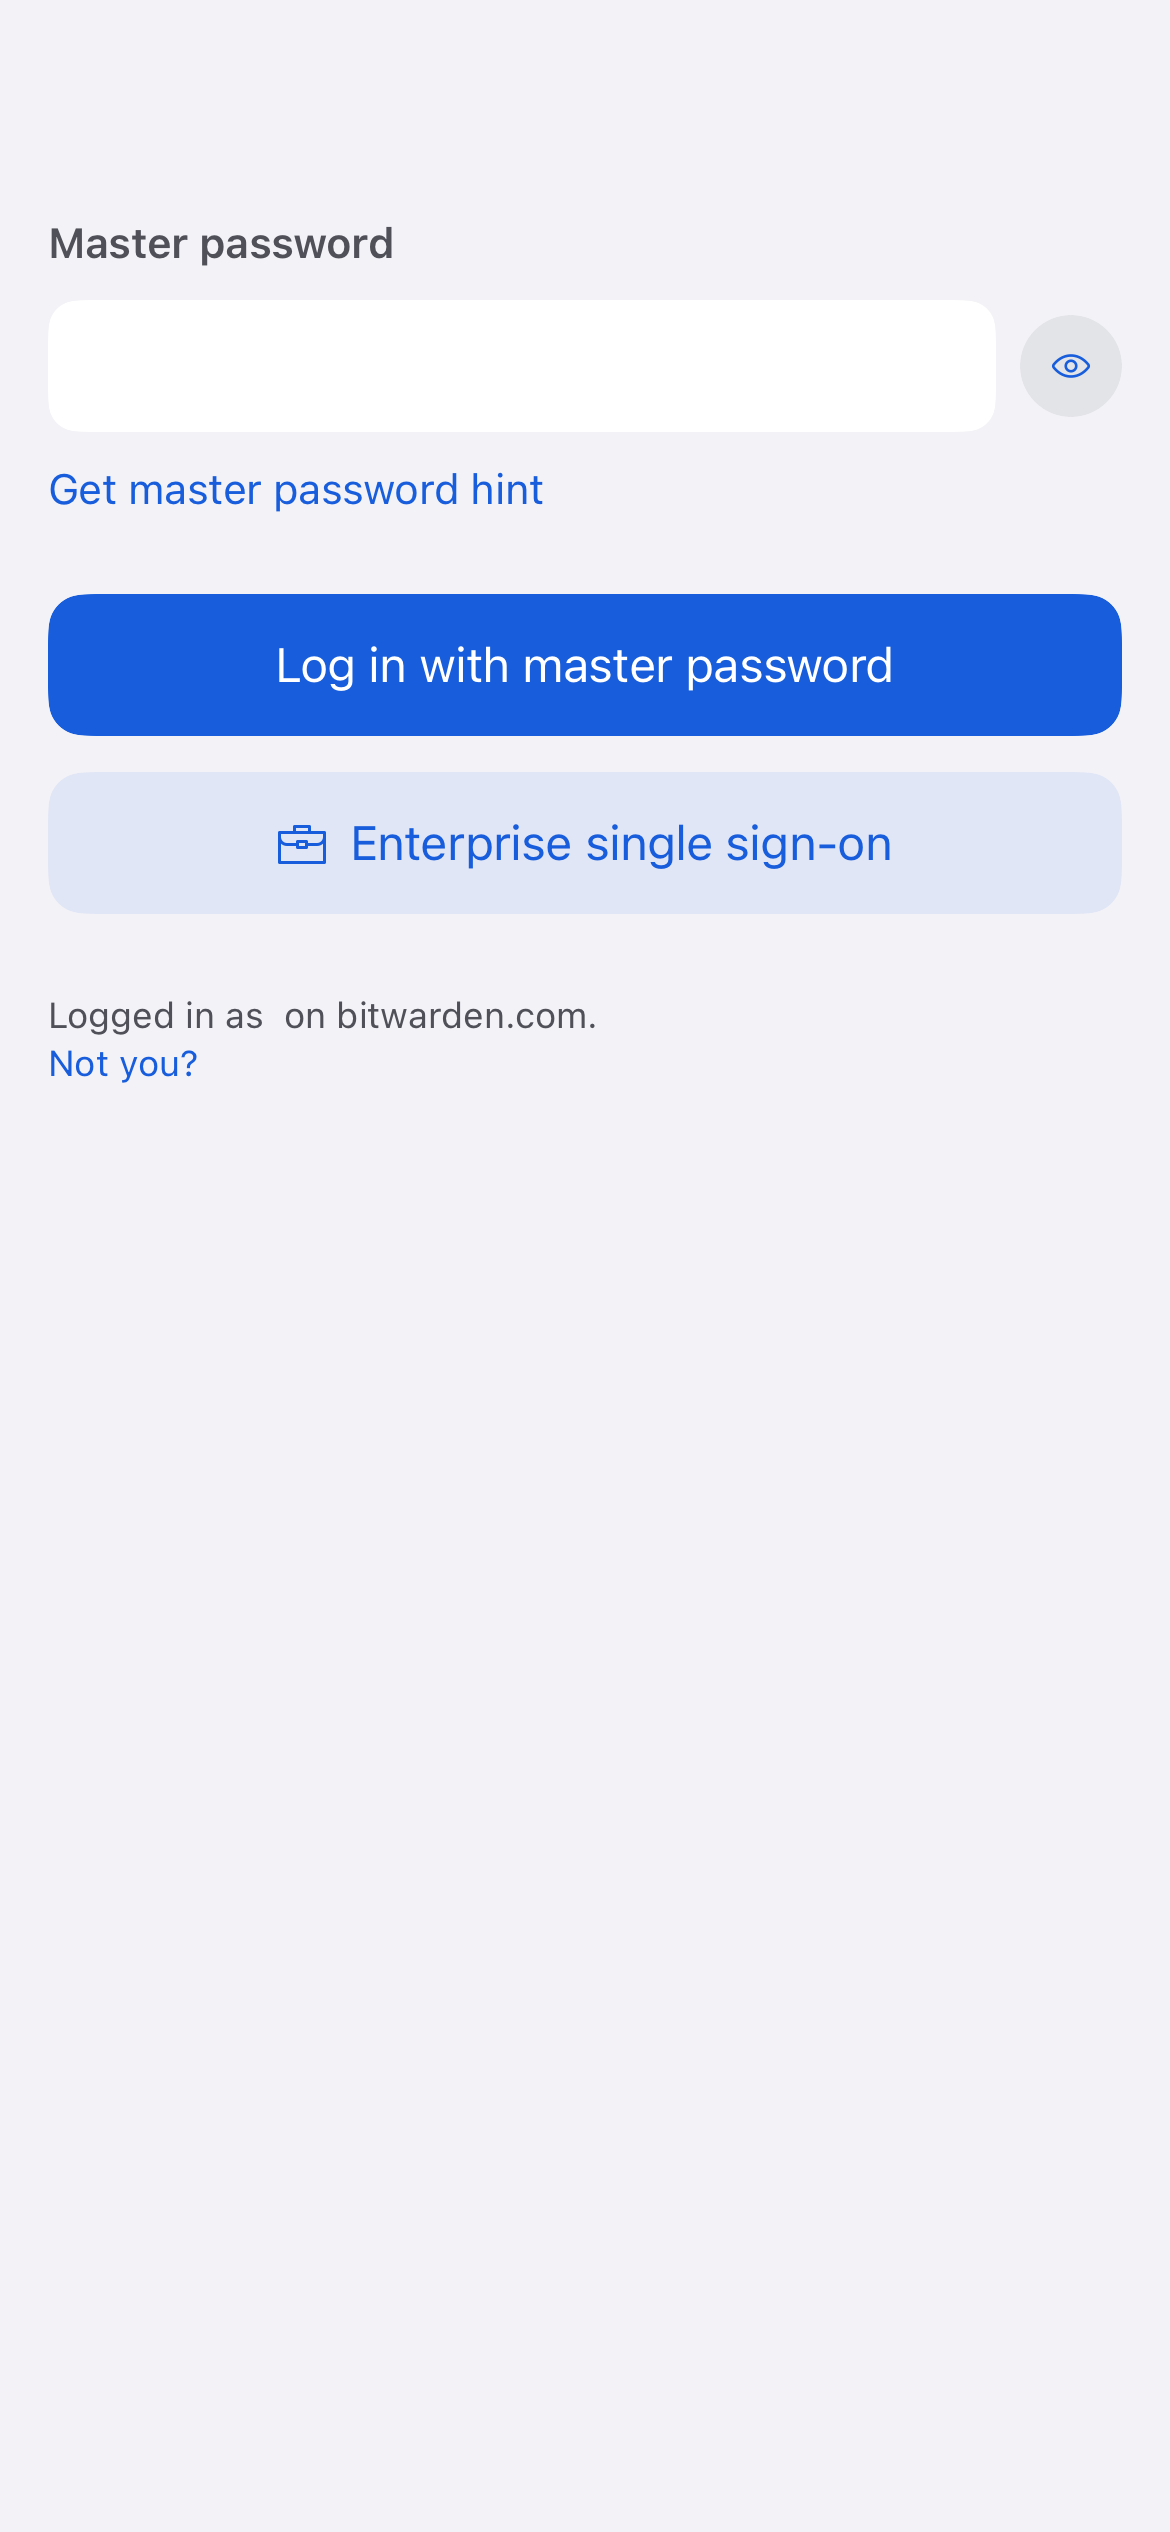 Master password
Get master password hint
Log in with master password
Enterprise single sign-on
Logged in as  on bitwarden.com.
Not you?